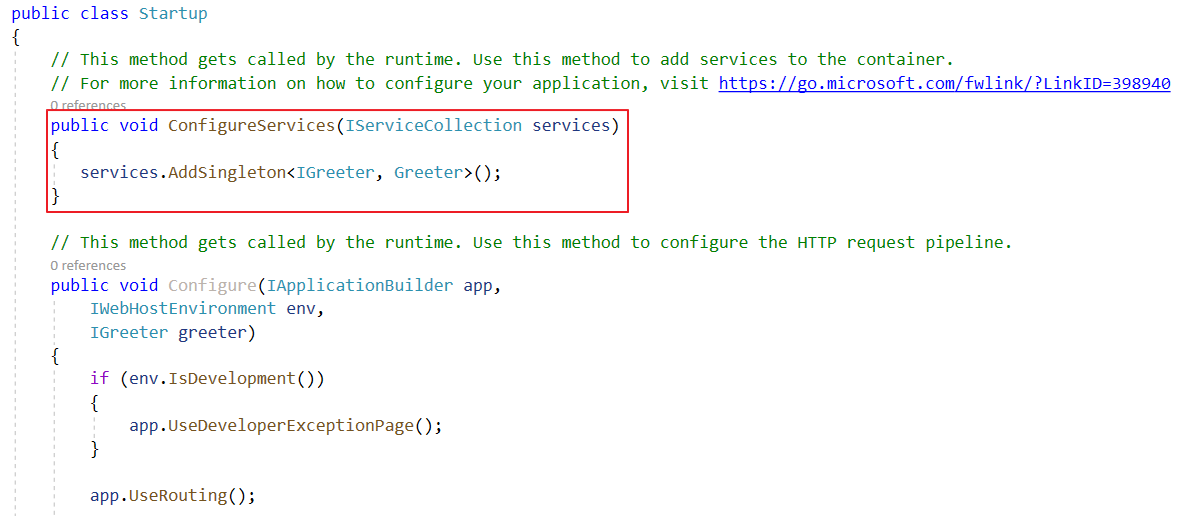 public class Startup
{
// This method gets called by the runtime. Use this method to add services to the container.
// For more information on how to configure your application, visit https://go.microsoft.com/fwlink/?LinkID=398940
0 references
public void ConfigureServices(IServiceCollection services)
{
services.AddSingleton<IGreeter, Greeter>();
}
// This method gets called by the runtime. Use this method to configure the HTTP request pipeline.
0 references
public void Configure(IApplicationBuilder app,
IWebHostEnvironment env,
IGreeter greeter)
{
if (env.IsDevelopment())
{
app.UseDeveloperExceptionPage();
}
app.UseRouting();